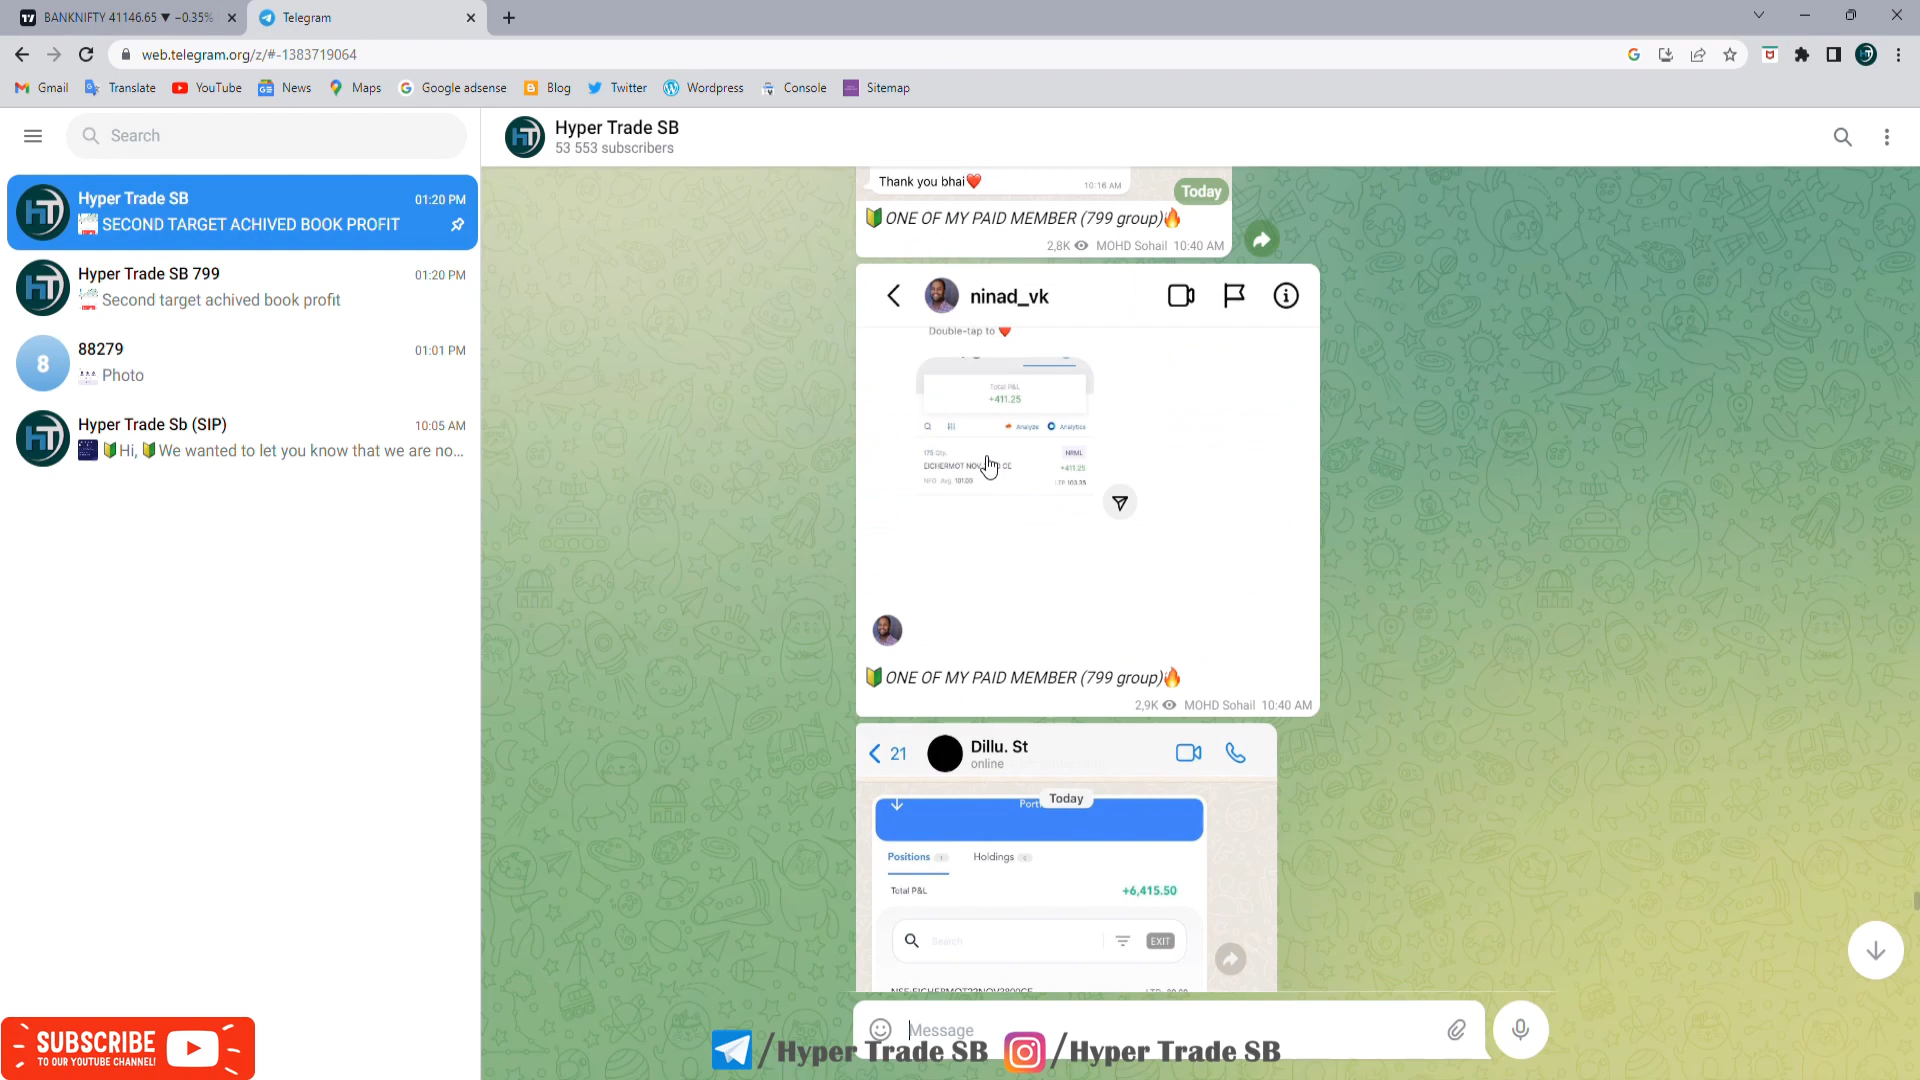 BANKNIFTY 41146.65 ▼ −0.35%
Telegram
web.telegram.org/z/#-1383719064
Gmail
Translate
YouTube
News
Maps
Google adsense
Blog
Twitter
Wordpress
Console
Sitemap
Search
Hyper Trade SB
53 553 subscribers
Hyper Trade SB 01:20 PM
SECOND TARGET ACHIVED BOOK PROFIT
Hyper Trade SB 799 01:20 PM
Second target achived book profit
8
88279 01:01 PM
Photo
Hyper Trade Sb (SIP) 10:05 AM
🔰Hi, 🔰We wanted to let you know that we are no...
Thank you bhai❤️ 10:16 AM
Today
🔰ONE OF MY PAID MEMBER (799 group)🔥
2,8K MOHD Sohail 10:40 AM
ninad_vk
Double-tap to ❤️
Total P&L
+411.25
Analyze Analytics
175 Qty. NRML
EICHERMOT NOV CE +411.25
NFO Avg. 101.00 LTP 103.35
🔰ONE OF MY PAID MEMBER (799 group)🔥
2,9K MOHD Sohail 10:40 AM
21 Dillu. St
online
Today
Positions 1 Holdings
Total P&L +6,415.50
Search EXIT
Message
SUBSCRIBE
TO OUR YOUTUBE CHANNEL!
/Hyper Trade SB /Hyper Trade SB